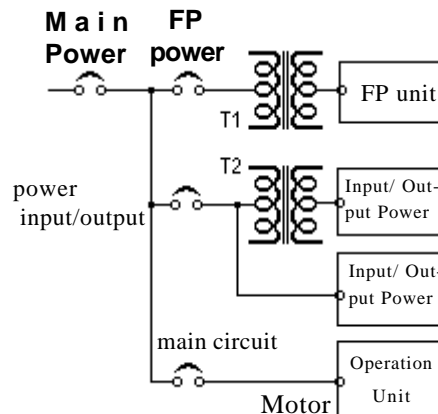 Main
Power
FP
power
T1
FP unit
T2
power
input/output
Input/ Out-
put Power
Input/ Out-
put Power
main circuit
Operation
Unit
Motor